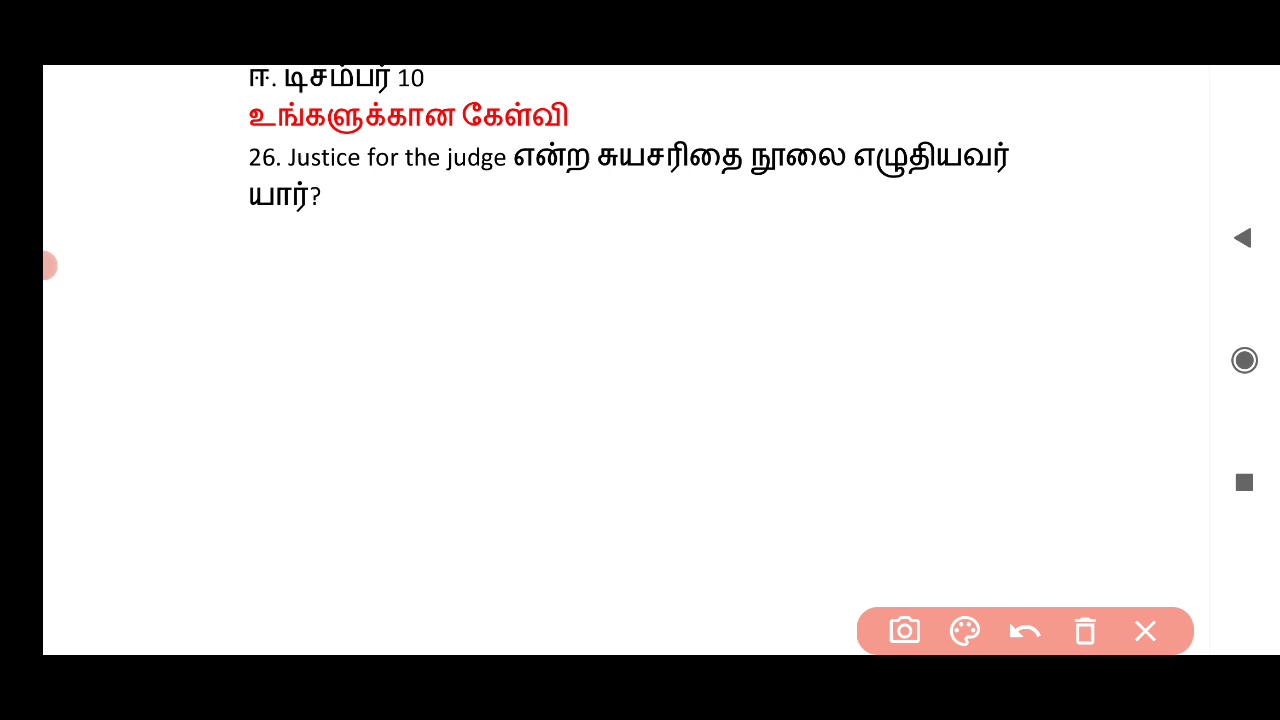 ஈ. டிசம்பர் 10
உங்களுக்கான கேள்வி
26. Justice for the judge என்ற சுயசரிதை நூலை எழுதியவர்
யார்?